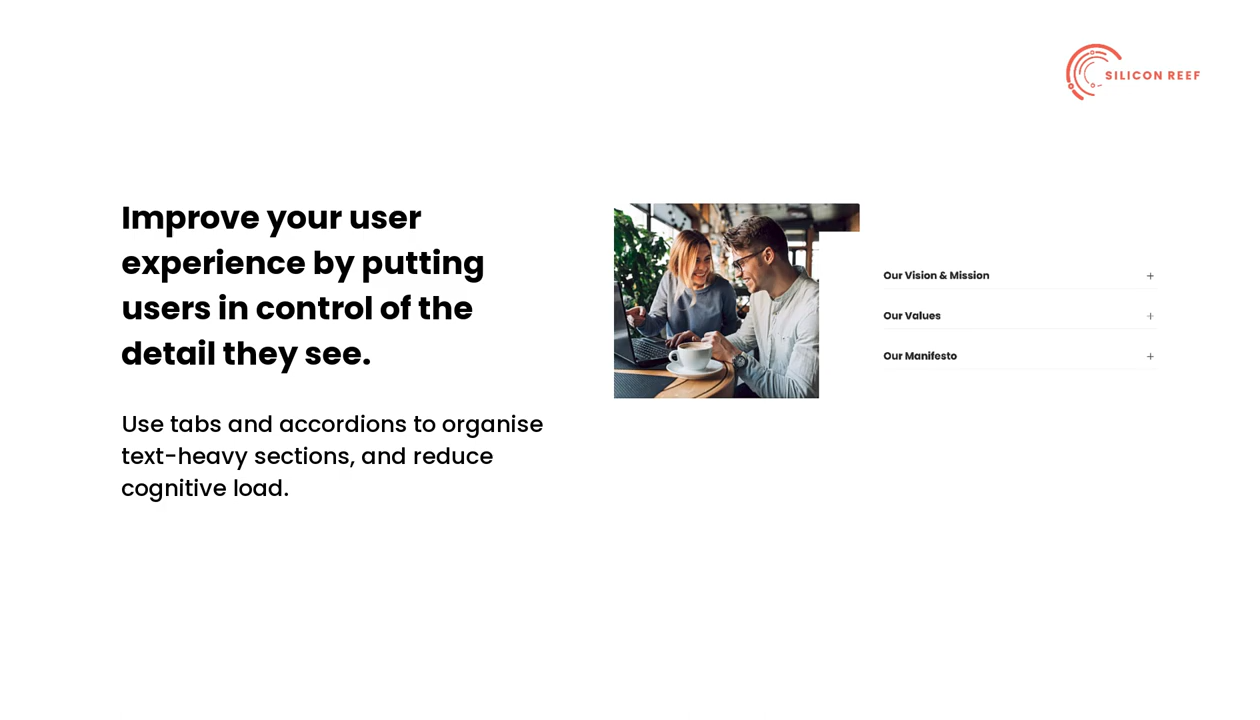 SILICON REEF
Improve your user
experience by putting
users in control of the
detail they see.
Use tabs and accordions to organise
text-heavy sections, and reduce
cognitive load.
Our Vision & Mission +
Our Values +
Our Manifesto +